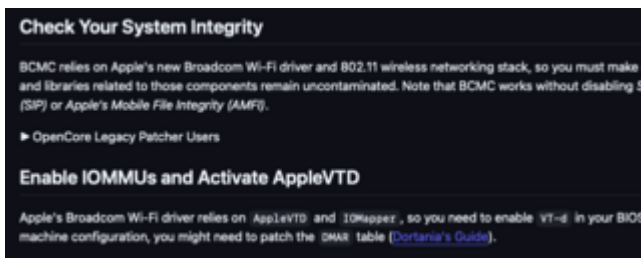 Check Your System Integrity
BCMC relies on Apple's new Broadcom Wi-Fi driver and 802.11 wireless networking stack, so you must make
and libraries related to those components remain uncontaminated. Note that BCMC works without disabling S
(SIP) or Apple's Mobile File Integrity (AMFI).
▶ OpenCore Legacy Patcher Users
Enable IOMMUs and Activate AppleVTD
Apple's Broadcom Wi-Fi driver relies on AppleVTD and IOMapper, so you need to enable VT-d in your BIOS
machine configuration, you might need to patch the DMAR table (Dortania's Guide).